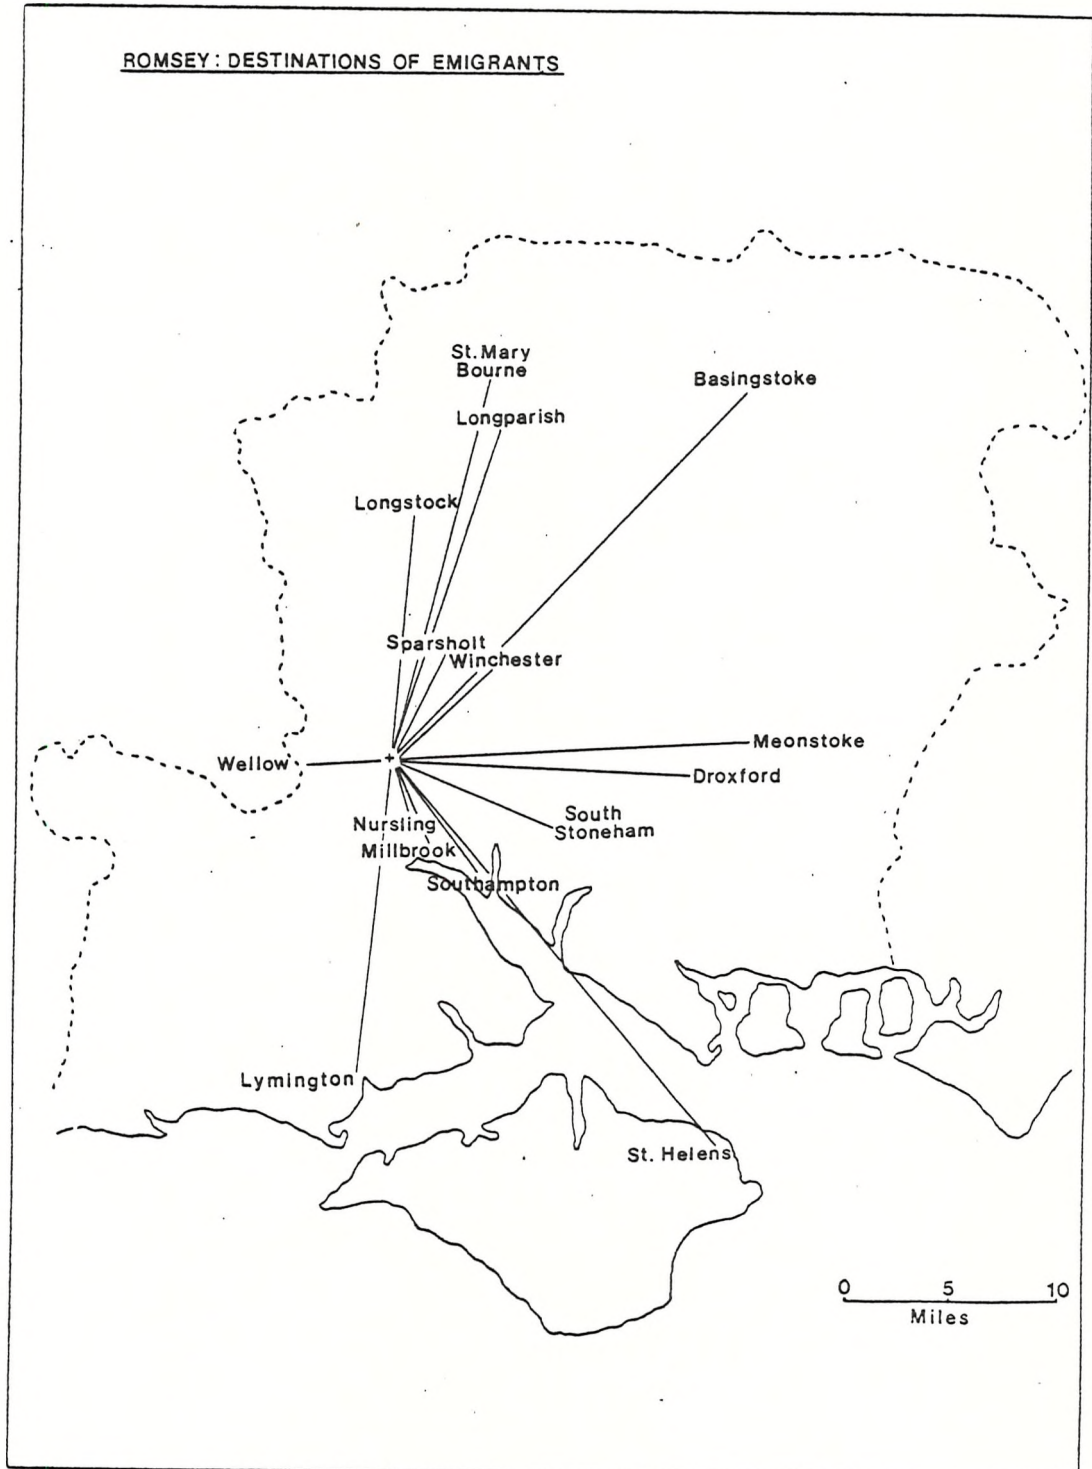 ROMSEY: DESTINATIONS OF EMIGRANTS
St. Mary
Bourne
Basingstoke
Longparish
Longstock
Sparsholt
Winchester
Meonstoke
Wellow
Droxford
South
Stoneham
Nursling
Millbrook
Southampton
Lymington
St. Helens
0 5 10
Miles